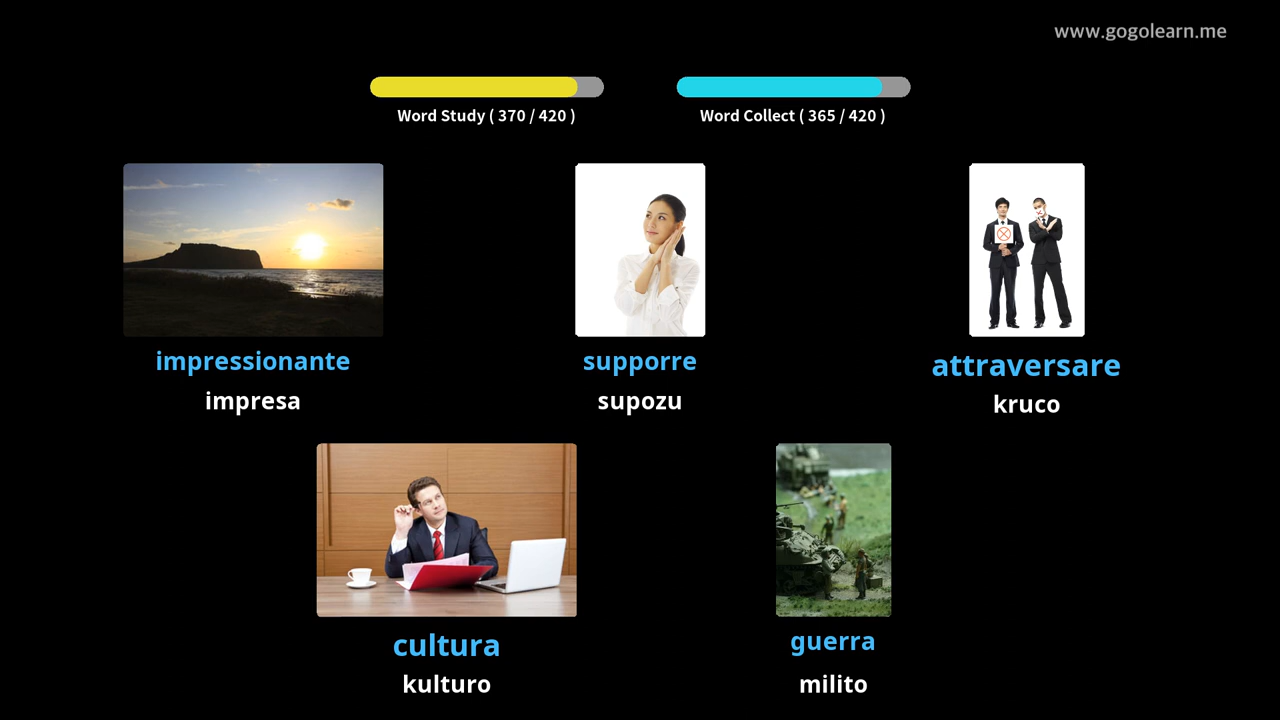 www.gogolearn.me
Word Study ( 370 / 420 )
Word Collect ( 365 / 420 )
impressionante
supporre
attraversare
impresa
supozu
kruco
cultura
guerra
kulturo
milito